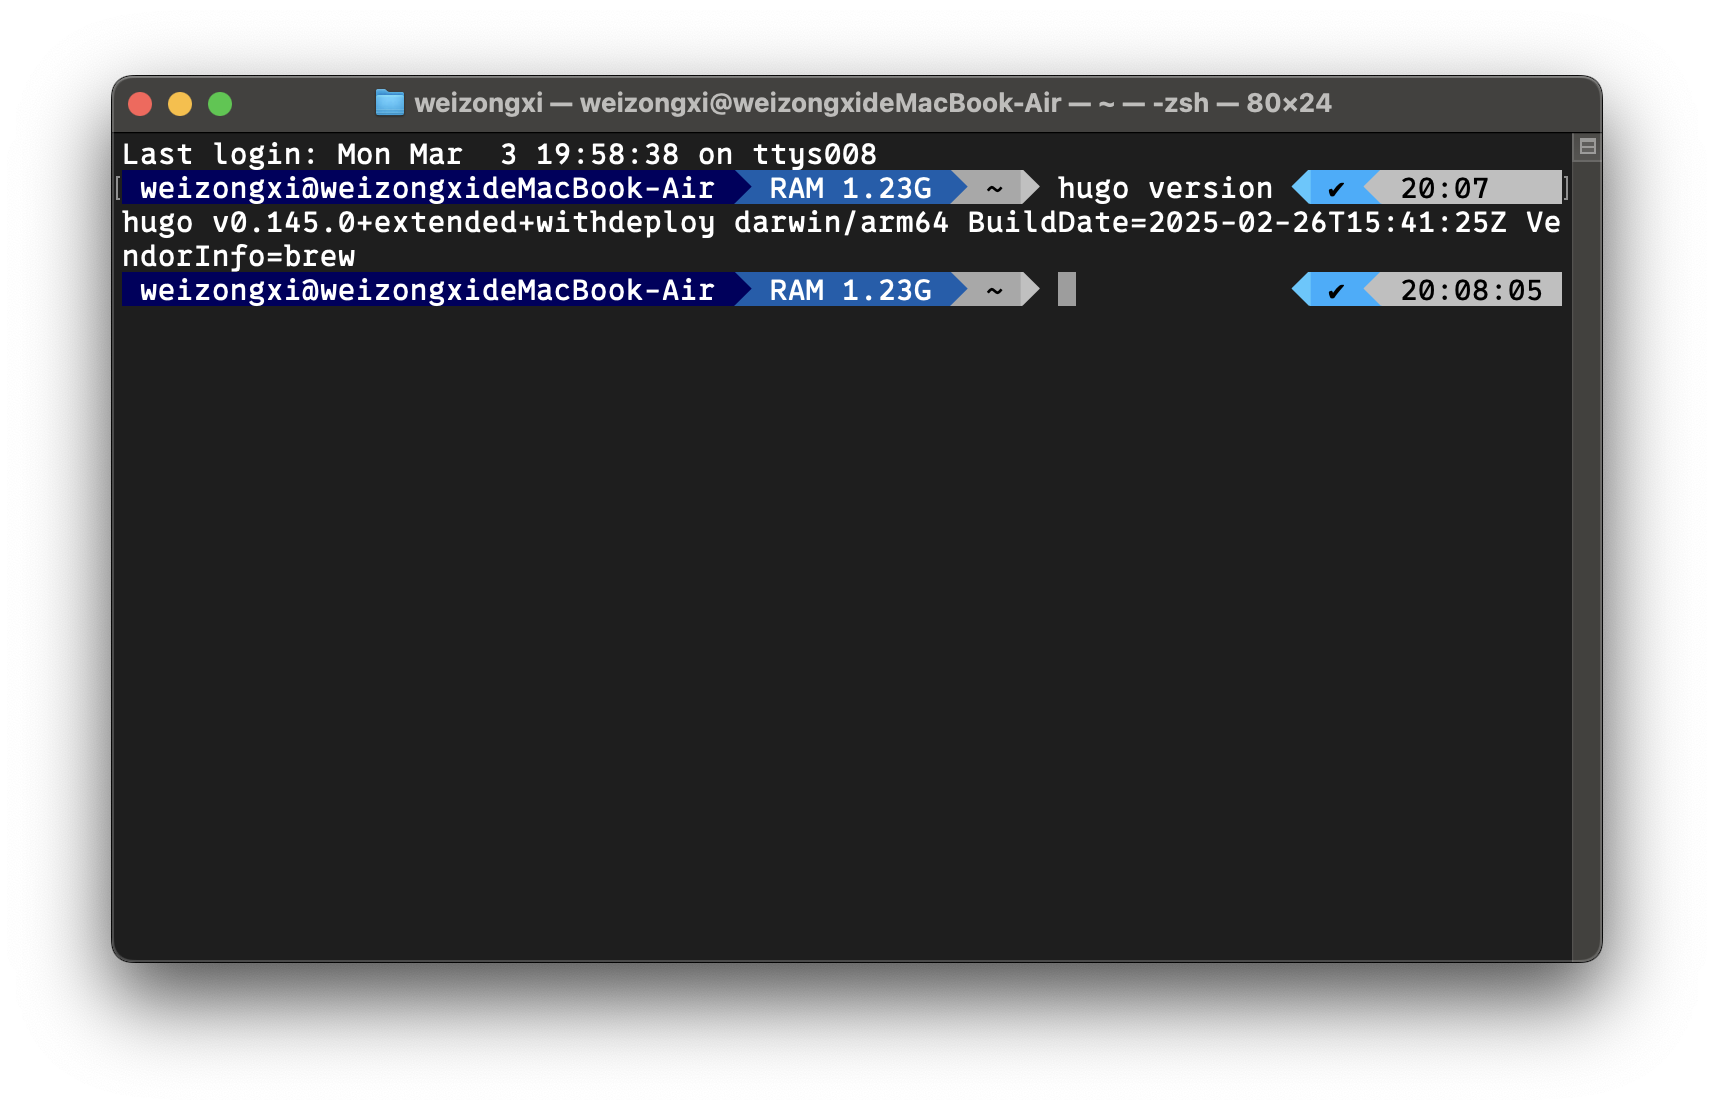 weizongxi — weizongxi@weizongxideMacBook-Air — ~ — -zsh — 80×24
Last login: Mon Mar  3 19:58:38 on ttys008
weizongxi@weizongxideMacBook-Air RAM 1.23G ~ hugo version ✔ 20:07
hugo v0.145.0+extended+withdeploy darwin/arm64 BuildDate=2025-02-26T15:41:25Z Ve
ndorInfo=brew
weizongxi@weizongxideMacBook-Air RAM 1.23G ~ ✔ 20:08:05